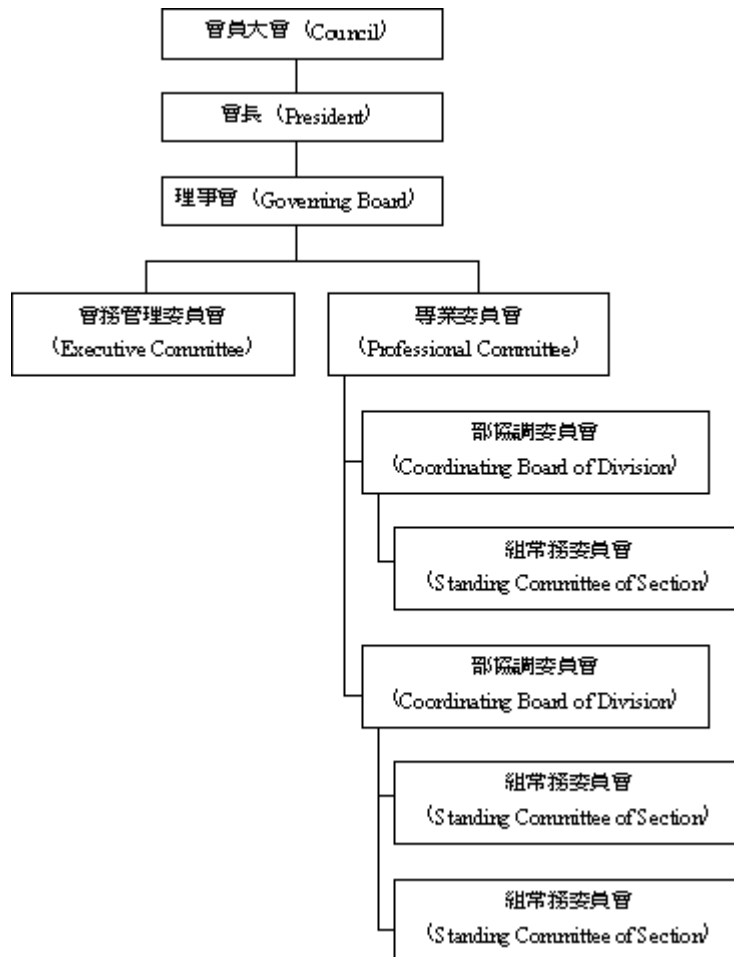 會員大會 (Council)
會長 (President)
理事會 (Governing Board)
會務管理委員會
(Executive Committee)
專業委員會
(Professional Committee)
部協調委員會
(Coordinating Board of Division)
組常務委員會
(Standing Committee of Section)
部協調委員會
(Coordinating Board of Division)
組常務委員會
(Standing Committee of Section)
組常務委員會
(Standing Committee of Section)